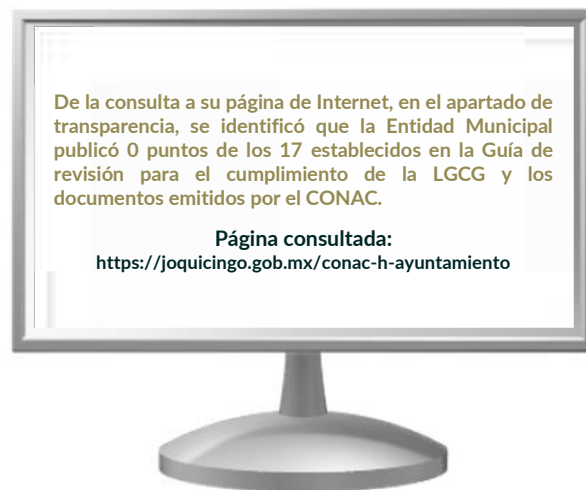 De la consulta a su página de Internet, en el apartado de
transparencia, se identificó que la Entidad Municipal
publicó 0 puntos de los 17 establecidos en la Guía de
revisión para el cumplimiento de la LGCG y los
documentos emitidos por el CONAC.
Página consultada:
https://joquicingo.gob.mx/conac-h-ayuntamiento